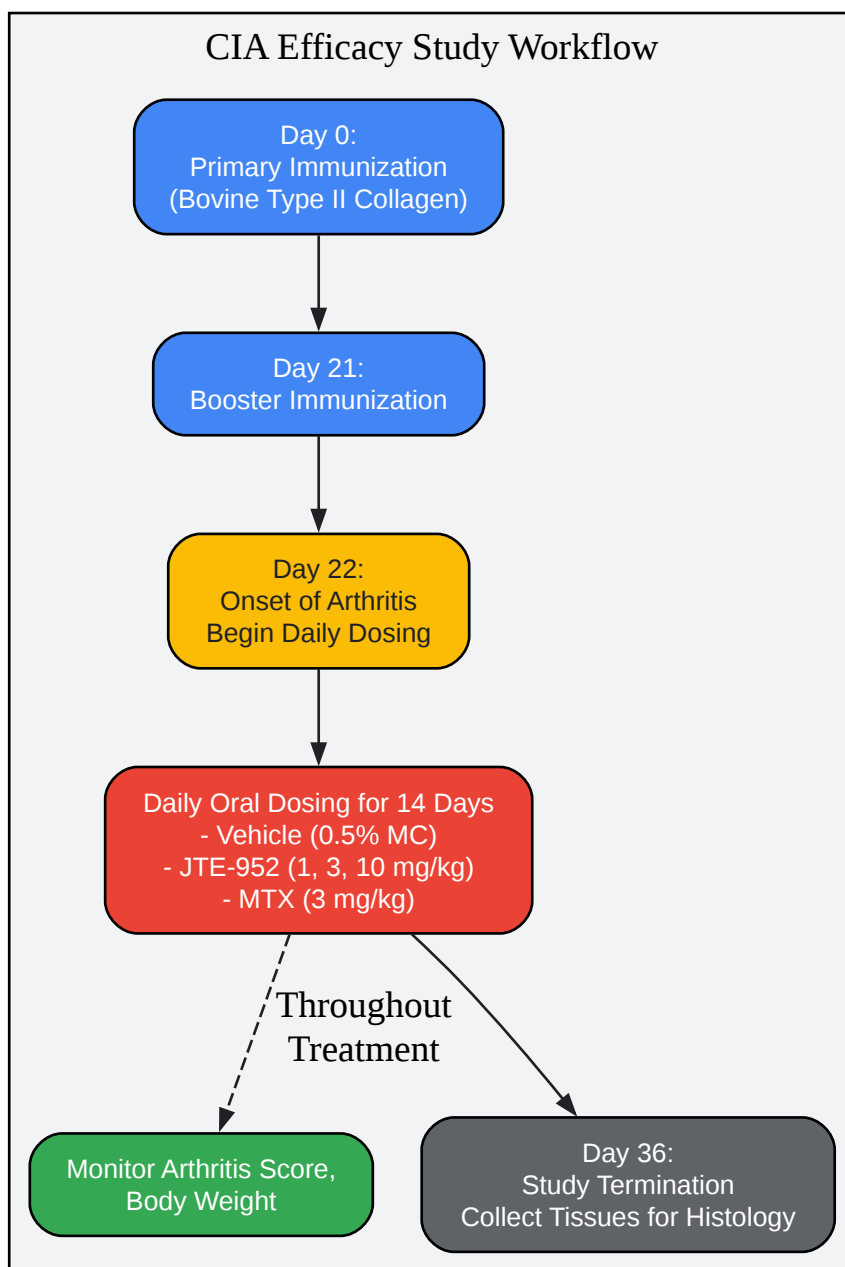 CIA Efficacy Study Workflow
Day 0:
Primary Immunization
(Bovine Type II Collagen)
Day 21:
Booster Immunization
Day 22:
Onset of Arthritis
Begin Daily Dosing
Daily Oral Dosing for 14 Days
- Vehicle (0.5% MC)
- JTE-952 (1, 3, 10 mg/kg)
- MTX (3 mg/kg)
Throughout
Treatment
Monitor Arthritis Score,
Body Weight
Day 36:
Study Termination
Collect Tissues for Histology